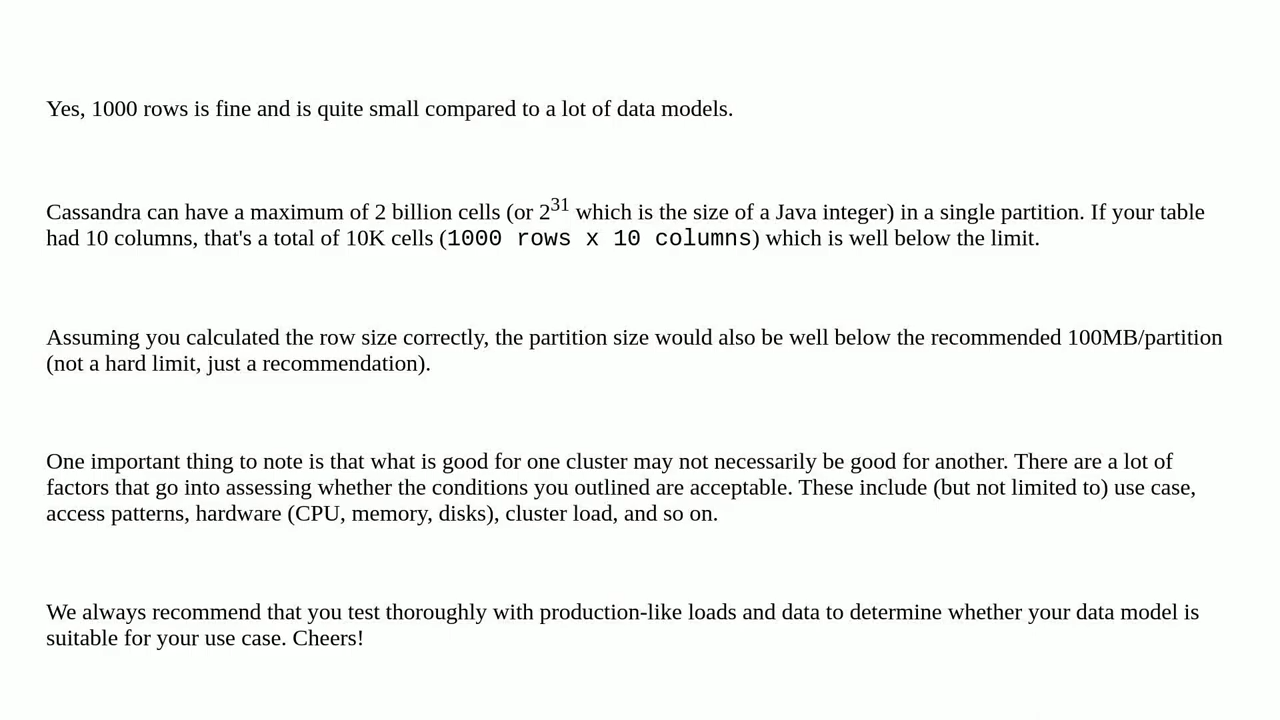 Yes, 1000 rows is fine and is quite small compared to a lot of data models.
Cassandra can have a maximum of 2 billion cells (or 2³¹ which is the size of a Java integer) in a single partition. If your table
had 10 columns, that's a total of 10K cells (1000 rows x 10 columns) which is well below the limit.
Assuming you calculated the row size correctly, the partition size would also be well below the recommended 100MB/partition
(not a hard limit, just a recommendation).
One important thing to note is that what is good for one cluster may not necessarily be good for another. There are a lot of
factors that go into assessing whether the conditions you outlined are acceptable. These include (but not limited to) use case,
access patterns, hardware (CPU, memory, disks), cluster load, and so on.
We always recommend that you test thoroughly with production-like loads and data to determine whether your data model is
suitable for your use case. Cheers!